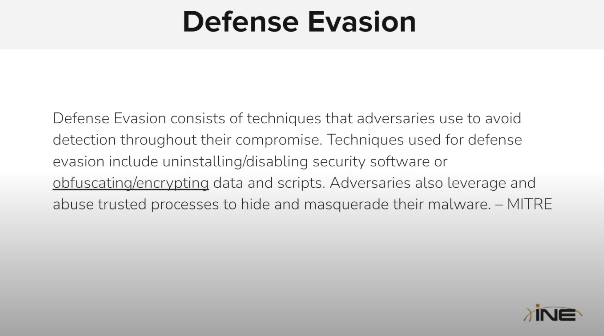 Defense Evasion
Defense Evasion consists of techniques that adversaries use to avoid
detection throughout their compromise. Techniques used for defense
evasion include uninstalling/disabling security software or
obfuscating/encrypting data and scripts. Adversaries also leverage and
abuse trusted processes to hide and masquerade their malware. – MITRE
INE